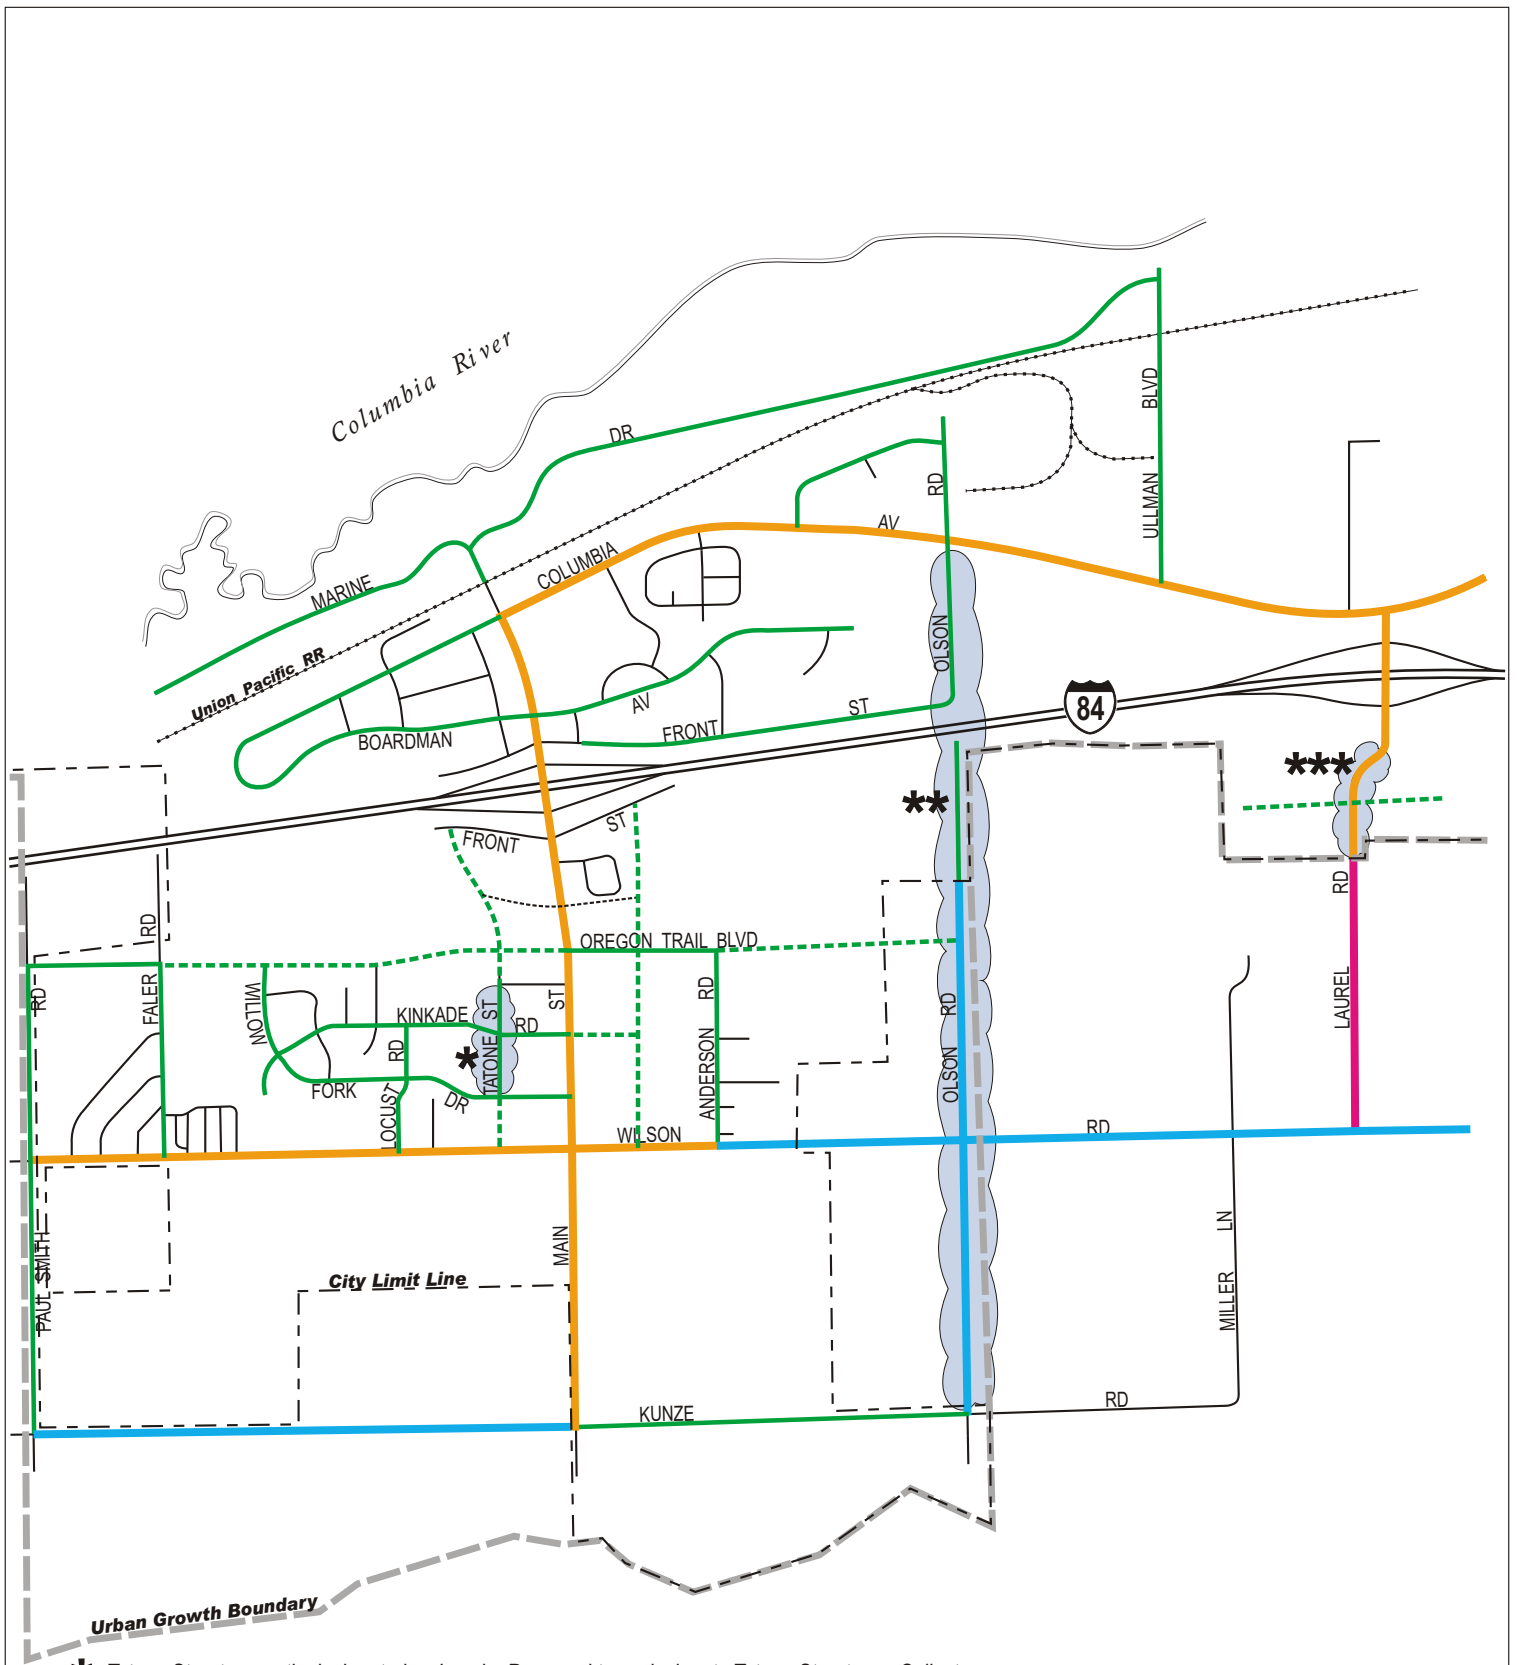 Columbia River
DR
BLVD
RD
ULLMAN
AV
COLUMBIA
MARINE
OLSON
Union Pacific RR
AV
ST
84
FRONT
BOARDMAN
***
**
ST
FRONT
RD
RD
OREGON TRAIL BLVD
RD
FALER
WILLOW
KINKADE
ST
RD
ST
RD
RD
LAUREL
RD
*
TATONE
ANDERSON
OLSON
FORK
DR
LOCUST
WILSON
RD
PAUL SMITH
MAIN
LN
City Limit Line
MILLER
KUNZE
RD
Urban Growth Boundary